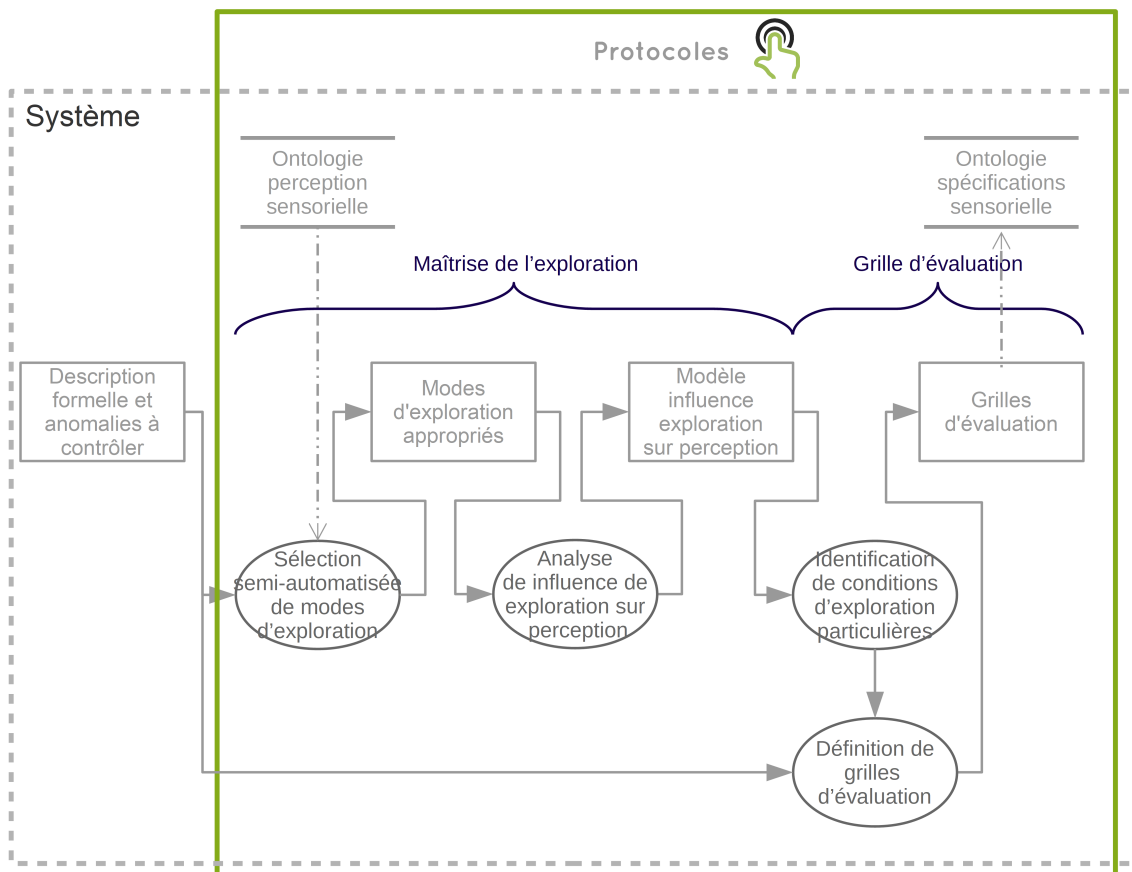 Protocoles
Système
Ontologie
perception
sensorielle
Ontologie
spécifications
sensorielle
Maîtrise de l’exploration
Grille d’évaluation
Description
formelle et
anomalies à
contrôler
Modes
d'exploration
appropriés
Modèle
influence
exploration
sur perception
Grilles
d'évaluation
Sélection
semi-automatisée
de modes
d’exploration
Analyse
de influence de
exploration sur
perception
Identification
de conditions
d’exploration
particulières
Définition de
grilles
d’évaluation